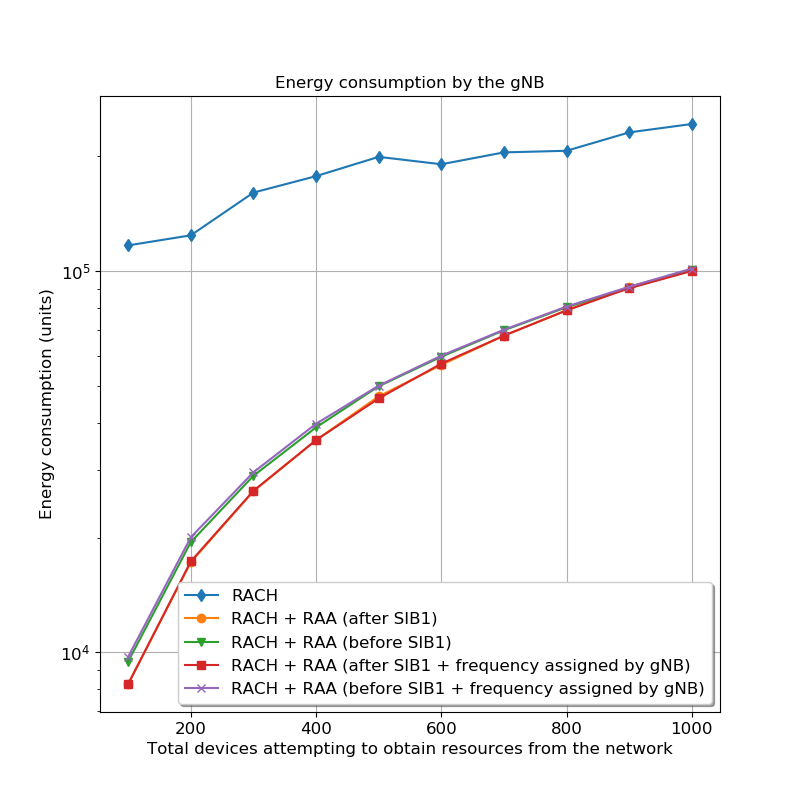 Energy consumption by the gNB
Energy consumption (units)
10^5
10^4
RACH
RACH + RAA (after SIB1)
RACH + RAA (before SIB1)
RACH + RAA (after SIB1 + frequency assigned by gNB)
RACH + RAA (before SIB1 + frequency assigned by gNB)
200 400 600 800 1000
Total devices attempting to obtain resources from the network